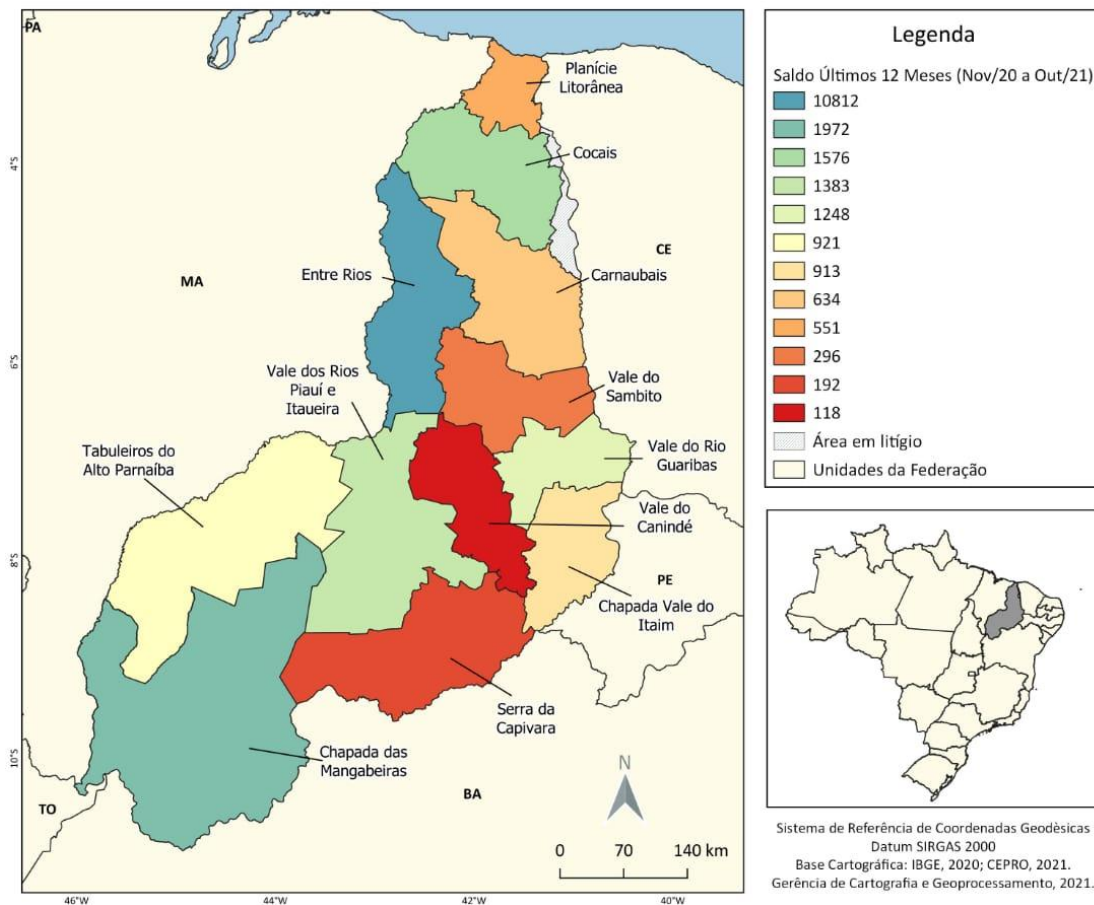 PA
Planície
Litorânea
Cocais
4°S
CE
MA
Entre Rios
Carnaubais
6°S
Vale dos Rios
Piauí e
Itaueira
Vale do
Sambito
Tabuleiros do
Alto Parnaíba
Vale do Rio
Guaribas
Vale do
Canindé
8°S
PE
Chapada Vale do
Itaim
Serra da
Capivara
Chapada das
Mangabeiras
10°S
N
TO
BA
0 70 140 km
46°W 44°W 42°W 40°W
Legenda
Saldo Últimos 12 Meses (Nov/20 a Out/21)
10812
1972
1576
1383
1248
921
913
634
551
296
192
118
Área em litígio
Unidades da Federação
Sistema de Referência de Coordenadas Geodèsicas
Datum SIRGAS 2000
Base Cartográfica: IBGE, 2020; CEPRO, 2021.
Gerência de Cartografia e Geoprocessamento, 2021.